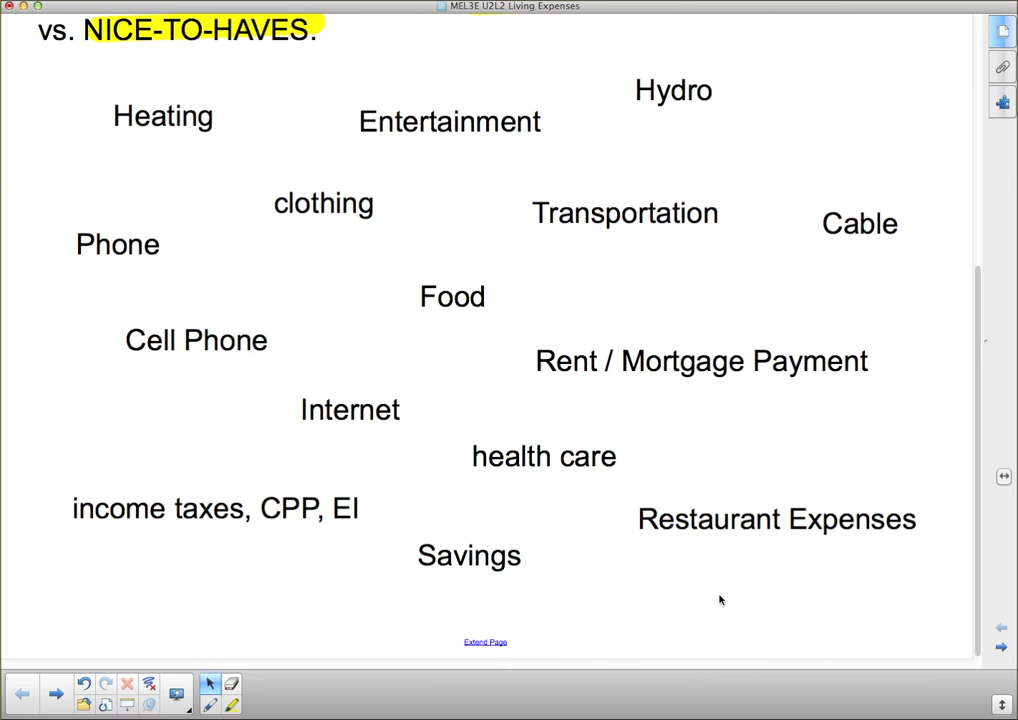 MEL3E U2L2 Living Expenses
vs. NICE-TO-HAVES.
Hydro
Heating
Entertainment
clothing
Transportation
Cable
Phone
Food
Cell Phone
Rent / Mortgage Payment
Internet
health care
income taxes, CPP, EI
Restaurant Expenses
Savings
Extend Page